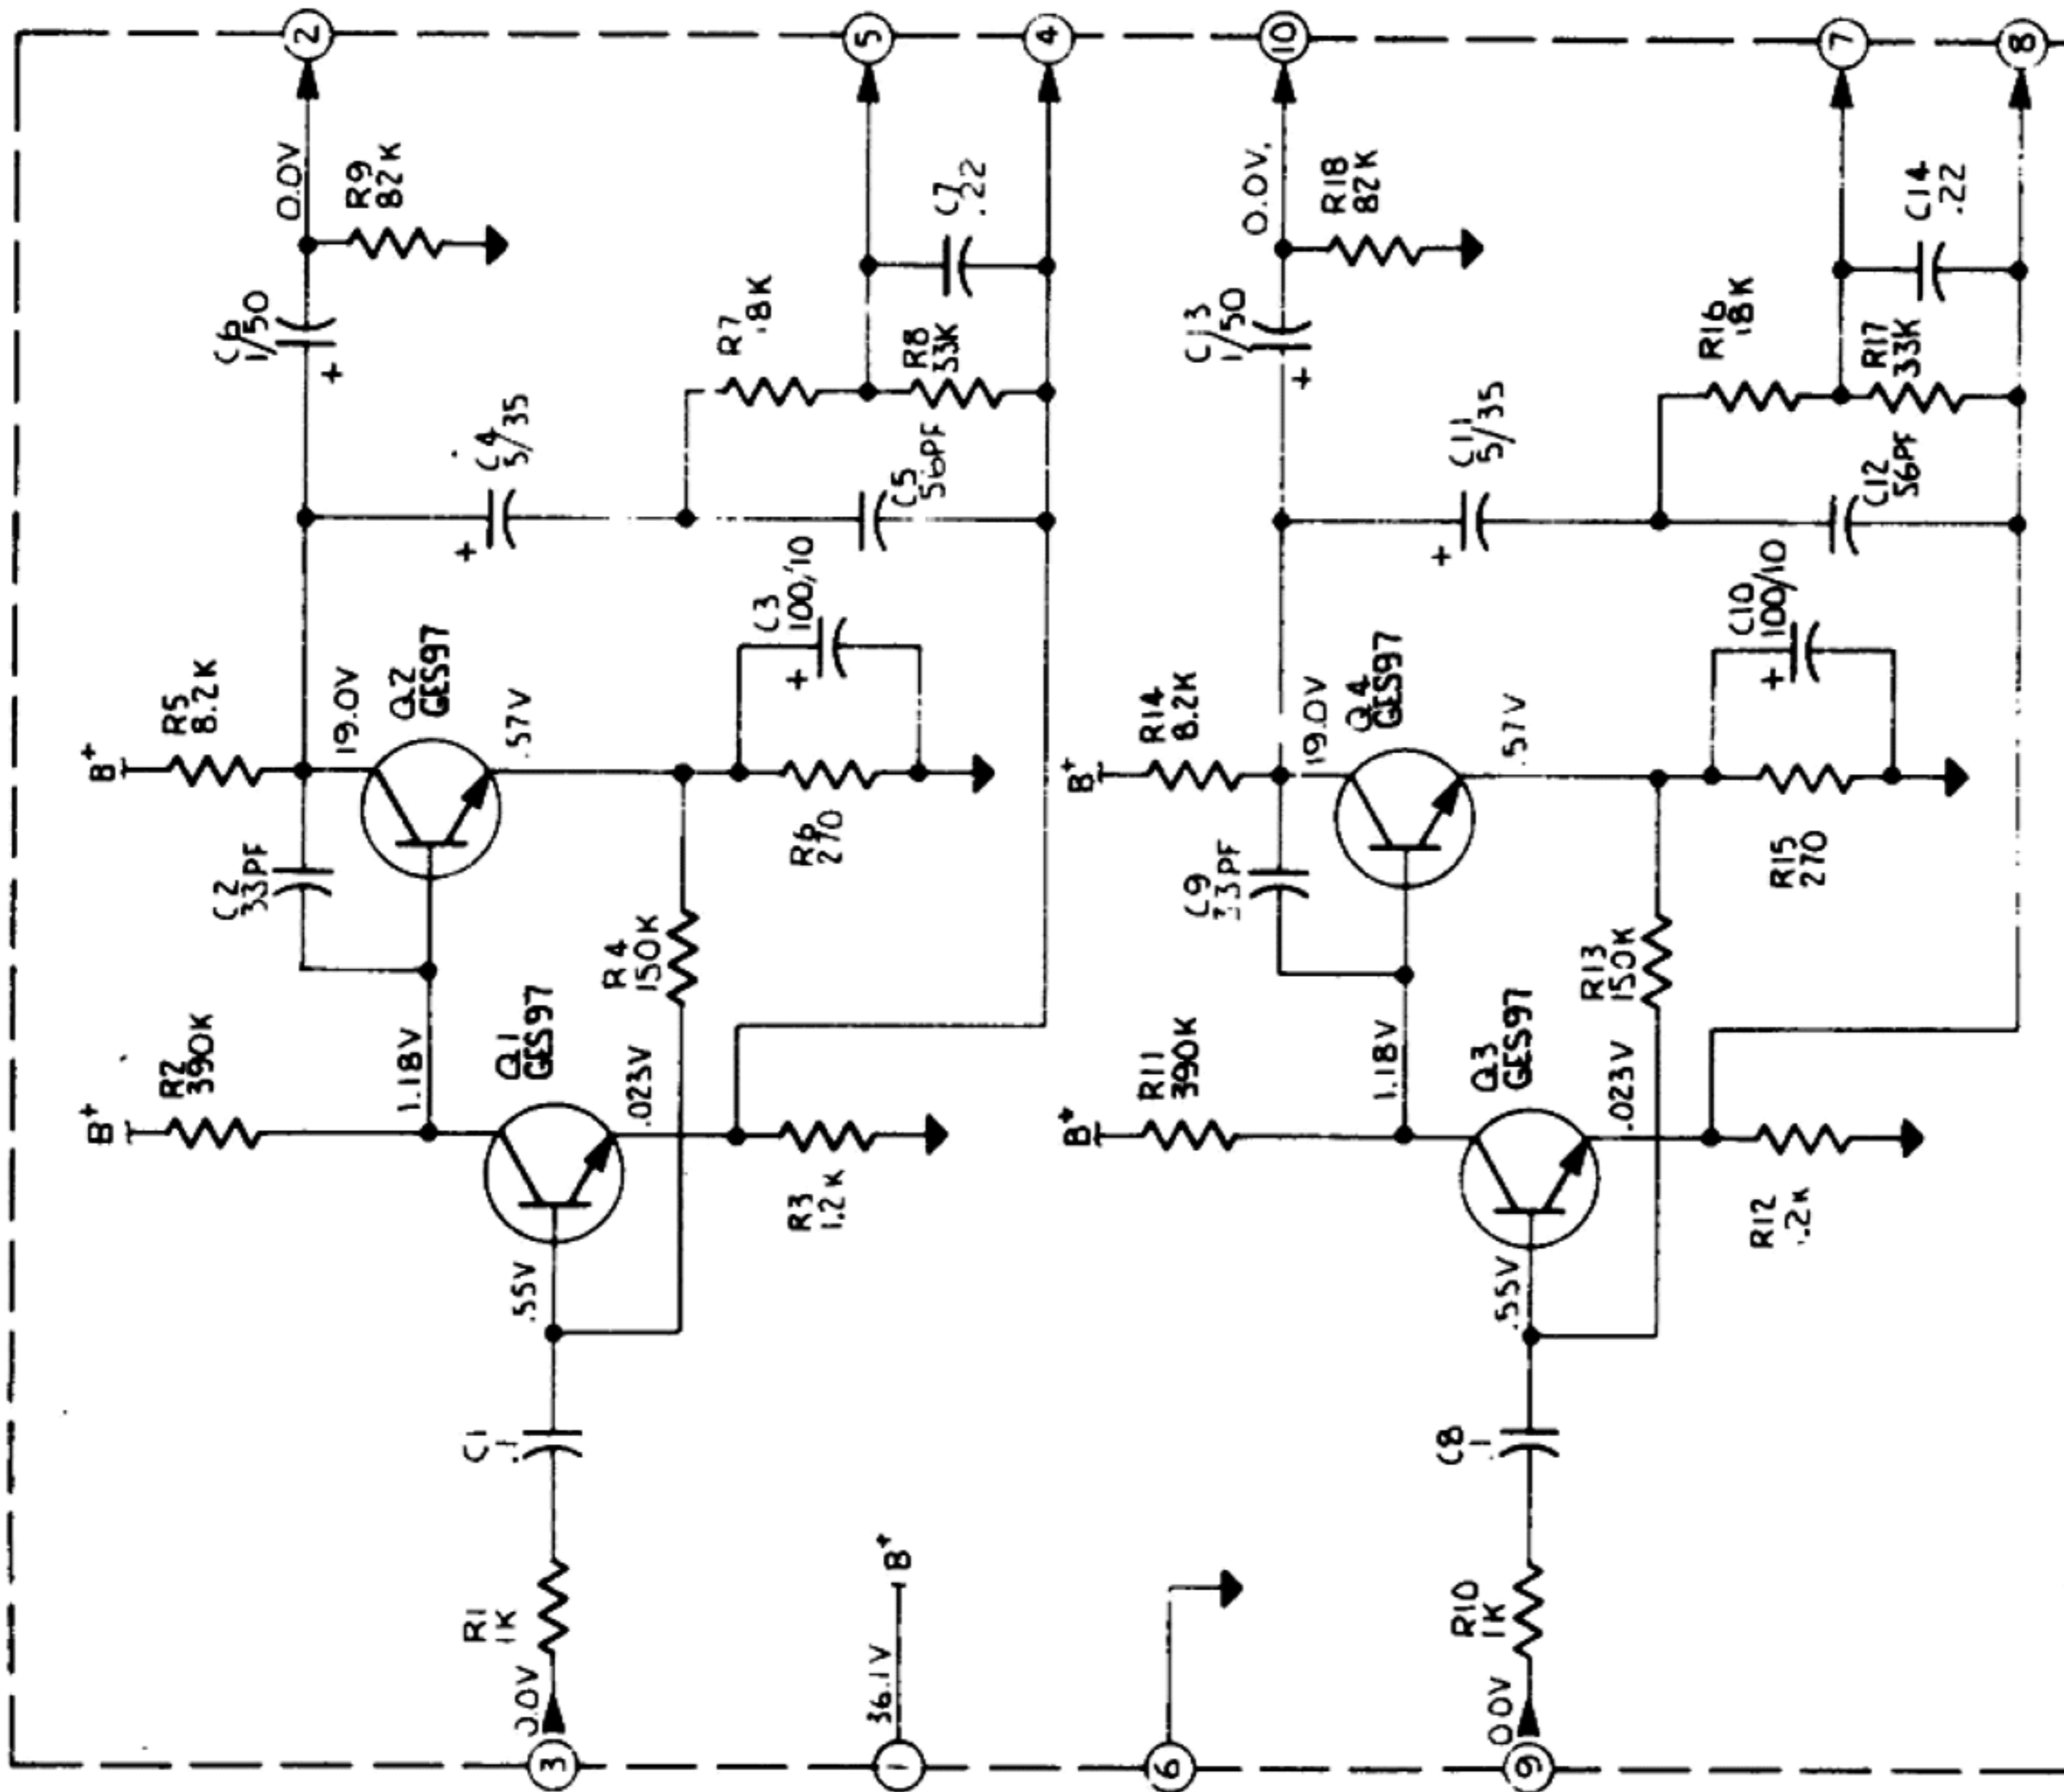 2
5
4
10
7
8
0.0V
R9
82K
C6
1/50
+
C7
.22
R7
R8
33K
C4
5/35
+
C5
56PF
C3
100/10
+
B+
R5
8.2K
19.0V
Q2
GES97
.57V
C2
33PF
R6
270
R4
150K
B+
R2
390K
1.18V
Q1
GES97
.023V
R3
1.2K
.55V
C1
.1
R1
1K
0.0V
3
36.1V
B+
1
6
0.0V.
R18
82K
C13
1/50
+
C14
.22
R16
R17
33K
C11
5/35
+
C12
56PF
C10
100/10
+
B+
R14
8.2K
19.0V
Q4
GES97
.57V
C9
R15
270
R13
150K
B+
R11
390K
1.18V
Q3
GES97
.023V
R12
.55V
C8
R10
1K
0.0V
9